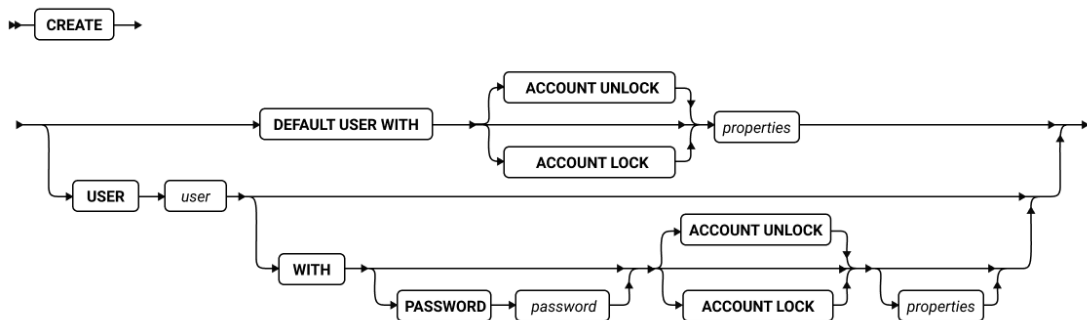 CREATE
ACCOUNT UNLOCK
DEFAULT USER WITH properties
ACCOUNT LOCK
USER user
ACCOUNT UNLOCK
WITH
PASSWORD password ACCOUNT LOCK properties